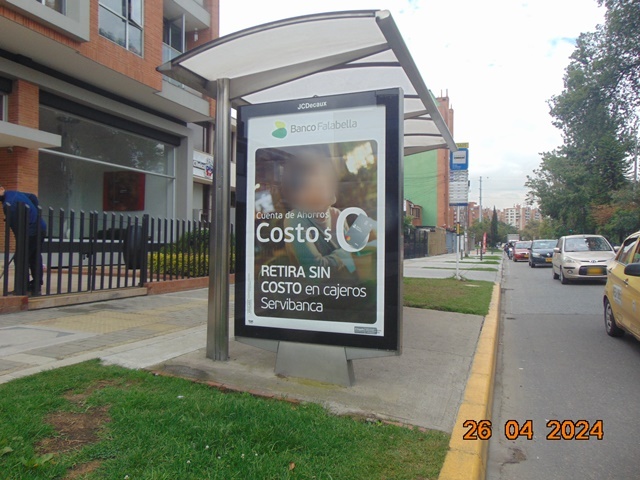 JCDecaux
Banco Falabella
Cuenta de Ahorros
Costo $0
RETIRA SIN
COSTO en cajeros
Servibanca
26 04 2024